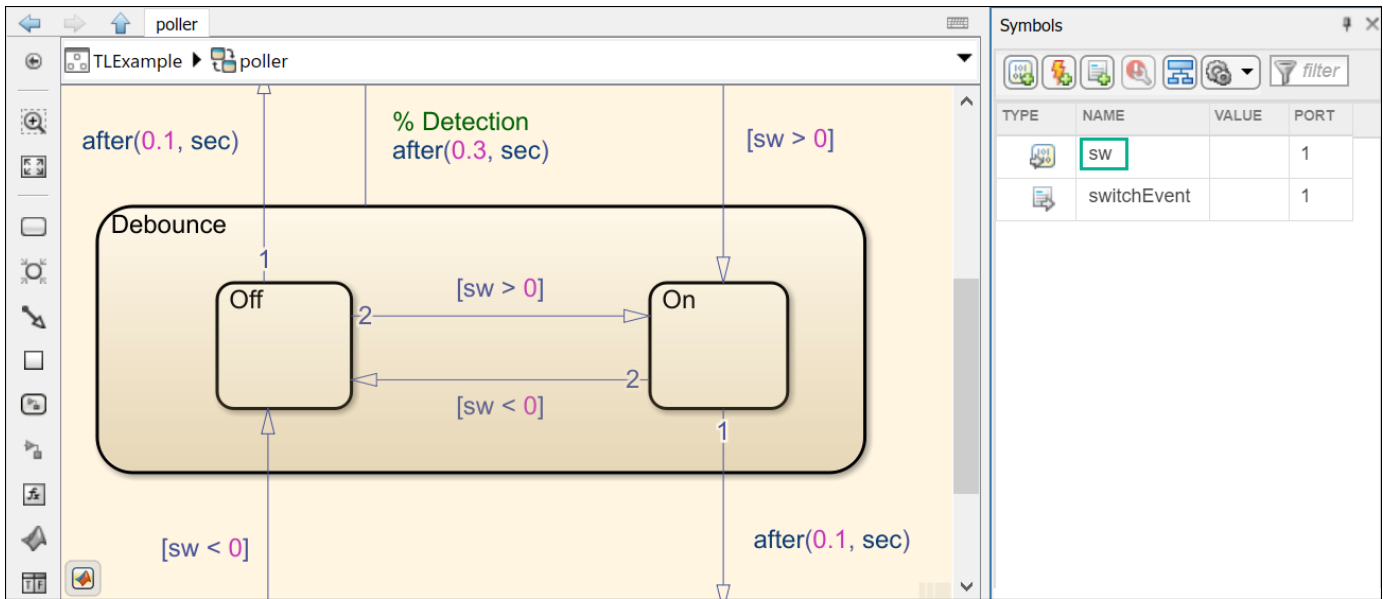 poller
Symbols
TLExample poller
filter
TYPE NAME VALUE PORT
sw 1
switchEvent 1
after(0.1, sec)
% Detection
after(0.3, sec)
[sw > 0]
Debounce
1
Off
2
[sw > 0]
On
2
[sw < 0]
1
[sw < 0]
after(0.1, sec)
fx
T F